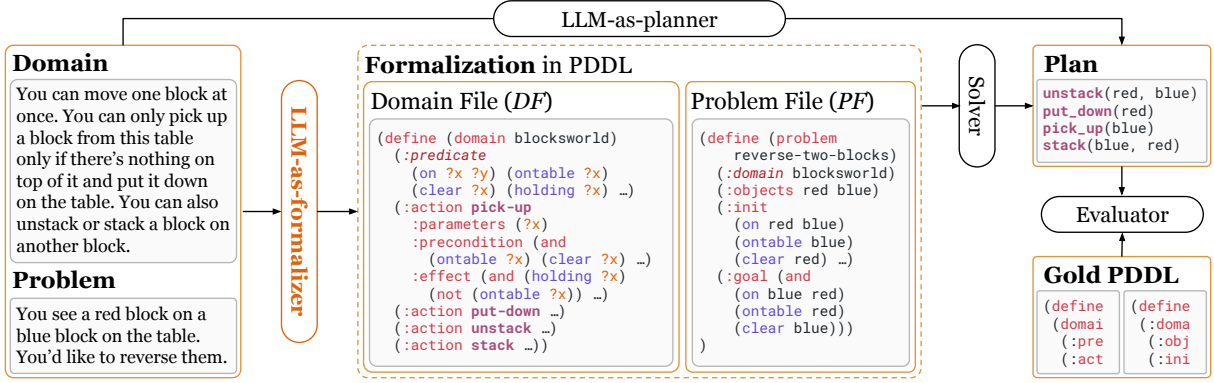 LLM-as-planner
Domain
You can move one block at
once. You can only pick up
a block from this table
only if there's nothing on
top of it and put it down
on the table. You can also
unstack or stack a block on
another block.
Problem
You see a red block on a
blue block on the table.
You'd like to reverse them.
LLM-as-formalizer
Formalization in PDDL
Domain File (DF)
(define (domain blocksworld)
(:predicate
(on ?x ?y) (ontable ?x)
(clear ?x) (holding ?x) …)
(:action pick-up
:parameters (?x)
:precondition (and
(ontable ?x) (clear ?x) …)
:effect (and (holding ?x)
(not (ontable ?x)) …)
(:action put-down …)
(:action unstack …)
(:action stack …))
Problem File (PF)
(define (problem
reverse-two-blocks)
(:domain blocksworld)
(:objects red blue)
(:init
(on red blue)
(ontable blue)
(clear red) …)
(:goal (and
(on blue red)
(ontable red)
(clear blue)))
)
Solver
Plan
unstack(red, blue)
put_down(red)
pick_up(blue)
stack(blue, red)
Evaluator
Gold PDDL
(define
(domai
(:pre
(:act
(define
(:doma
(:obj
(:ini